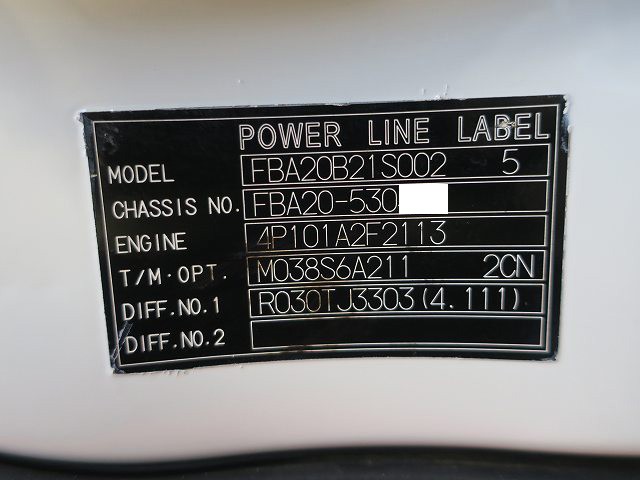 POWER LINE LABEL
MODEL FBA20B21S002 5
CHASSIS NO. FBA20-530
ENGINE 4P101A2F2113
T/M·OPT. M038S6A211 2CN
DIFF.NO.1 R030TJ3303(4.111)
DIFF.NO.2